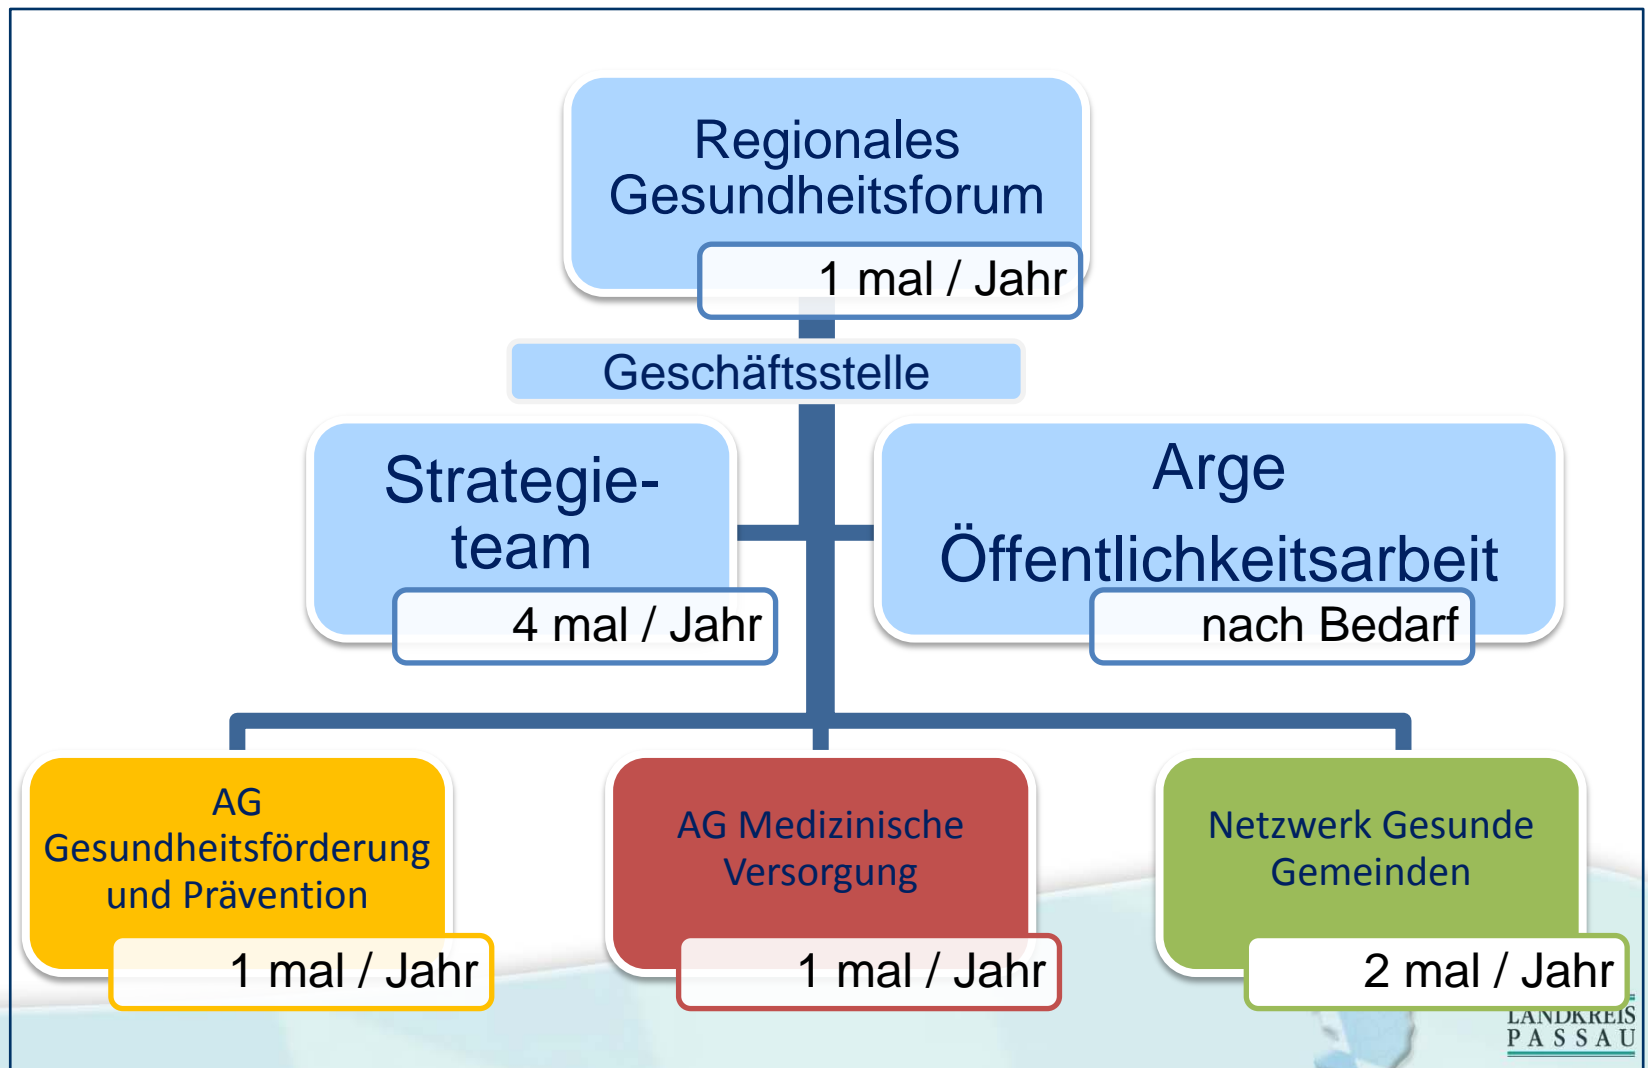 Regionales
Gesundheitsforum
1 mal / Jahr
Geschäftsstelle
Strategie-
team
4 mal / Jahr
Arge
Öffentlichkeitsarbeit
nach Bedarf
AG
Gesundheitsförderung
und Prävention
1 mal / Jahr
AG Medizinische
Versorgung
1 mal / Jahr
Netzwerk Gesunde
Gemeinden
2 mal / Jahr
LANDKREIS
PASSAU